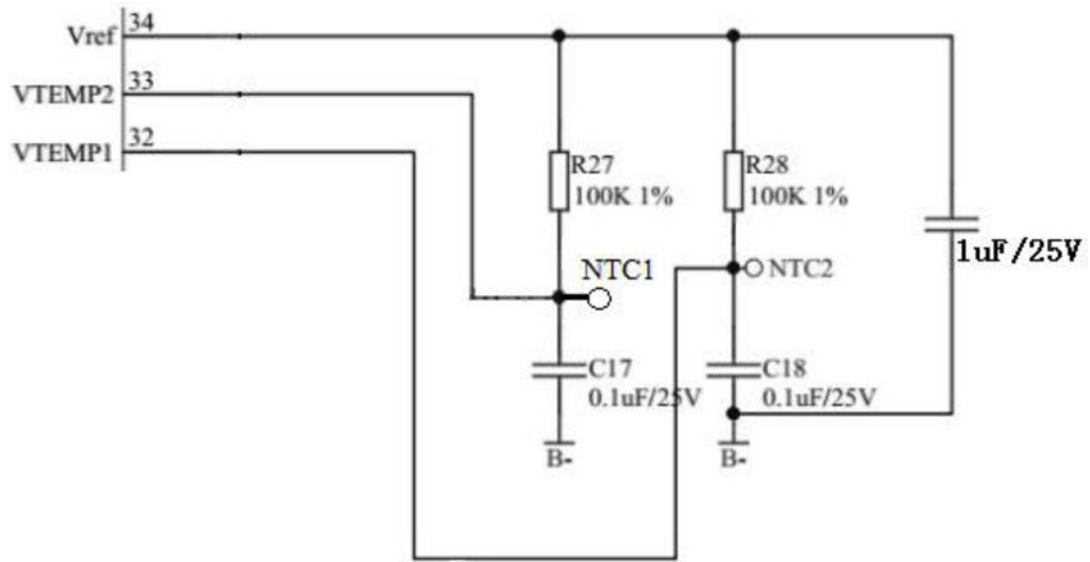 Vref 34
VTEMP2 33
VTEMP1 32
R27
100K 1%
R28
100K 1%
1uF/25V
NTC1
NTC2
C17
0.1uF/25V
C18
0.1uF/25V
B-
B-